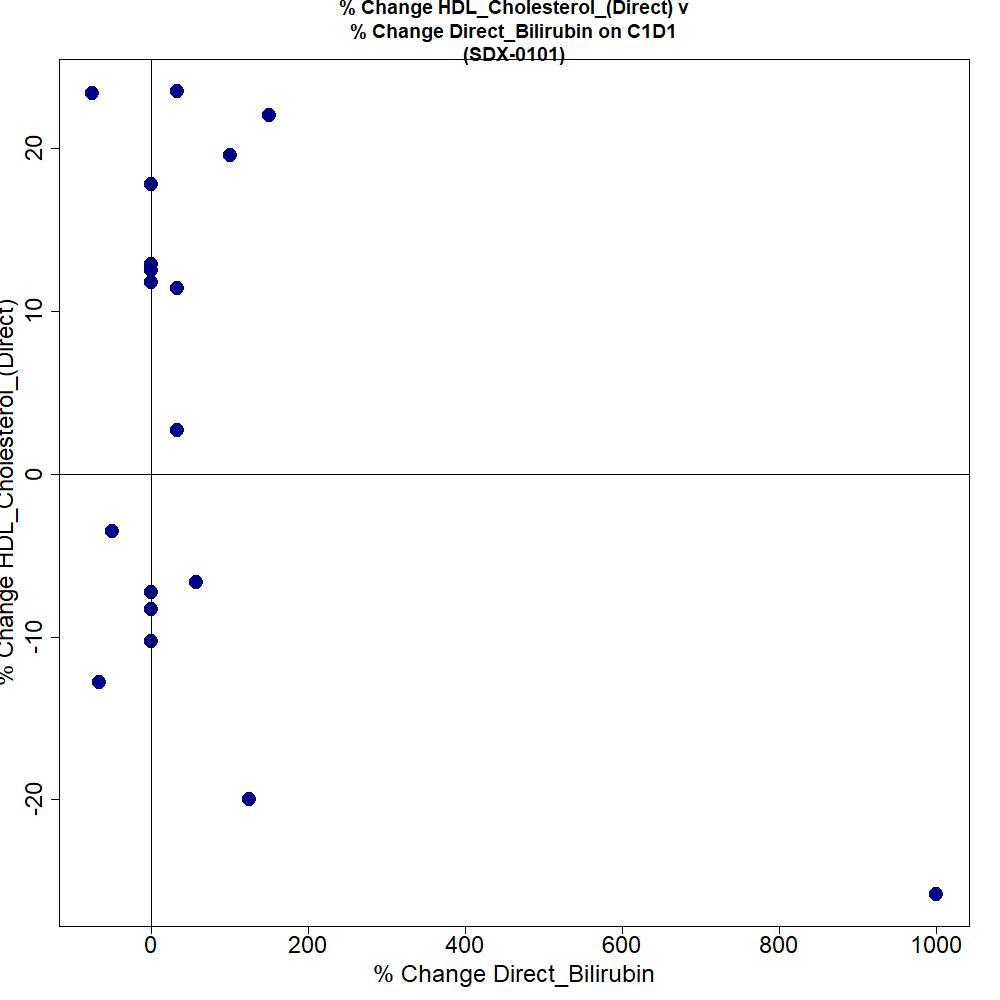 % Change HDL_Cholesterol_(Direct) v
% Change Direct_Bilirubin on C1D1
(SDX-0101)
% Change HDL_Cholesterol_(Direct)
20
10
0
-10
-20
0 200 400 600 800 1000
% Change Direct_Bilirubin